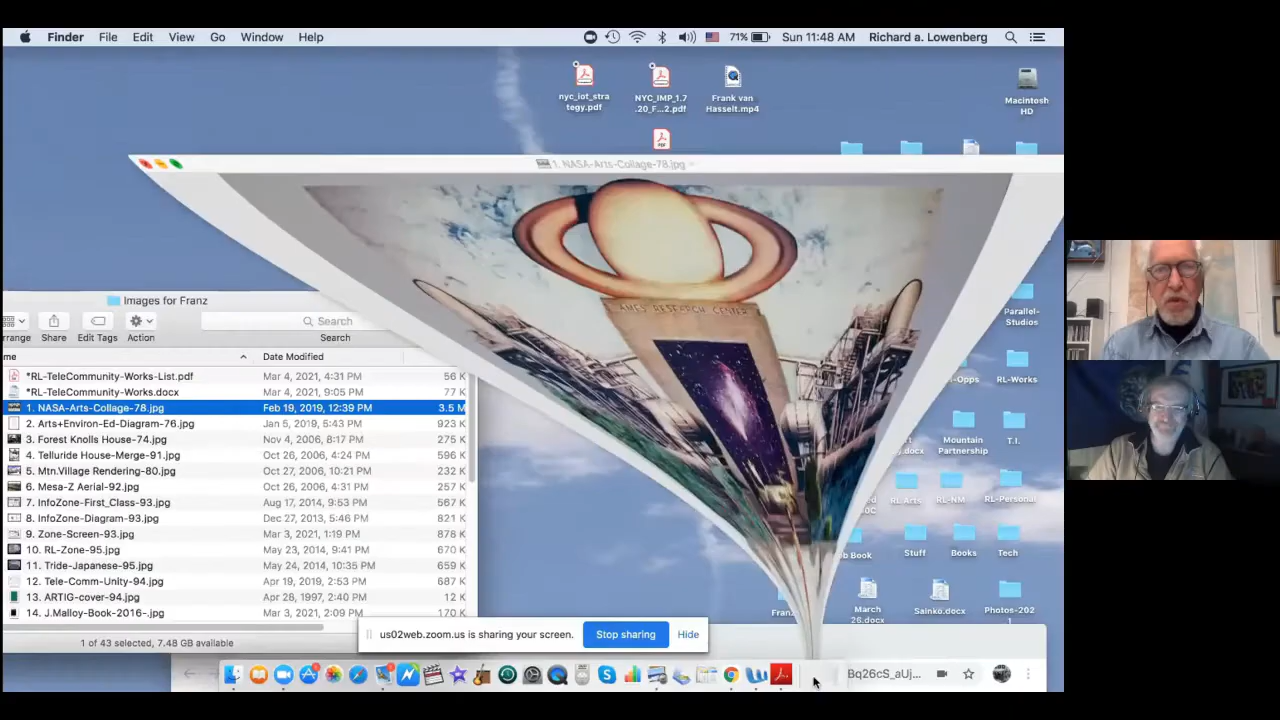 Finder File Edit View Go Window Help 71% Sun 11:48 AM Richard a. Lowenberg
nyc_iot_stra
tegy.pdf
NYC_IMP_1.7
.20_F...2.pdf
Frank van
Hasselt.mp4
Macintosh
HD
1. NASA-Arts-Collage-78.jpg
AMES RESEARCH CENTER
Images for Franz
Search
rrange Share Edit Tags Action Search
me Date Modified
*RL-TeleCommunity-Works-List.pdf Mar 4, 2021, 4:31 PM 56 K
*RL-TeleCommunity-Works.docx Mar 4, 2021, 9:05 PM 77 K
1. NASA-Arts-Collage-78.jpg Feb 19, 2019, 12:39 PM 3.5 M
2. Arts+Environ-Ed-Diagram-76.jpg Jan 5, 2019, 5:43 PM 923 K
3. Forest Knolls House-74.jpg Nov 4, 2006, 8:17 PM 275 K
4. Telluride House-Merge-91.jpg Oct 26, 2006, 4:24 PM 596 K
5. Mtn.Village Rendering-80.jpg Oct 27, 2006, 10:21 PM 232 K
6. Mesa-Z Aerial-92.jpg Oct 26, 2006, 4:31 PM 257 K
7. InfoZone-First_Class-93.jpg Aug 17, 2014, 9:53 PM 567 K
8. InfoZone-Diagram-93.jpg Dec 27, 2013, 5:46 PM 821 K
9. Zone-Screen-93.jpg Mar 3, 2021, 1:19 PM 878 K
10. RL-Zone-95.jpg May 23, 2014, 9:41 PM 670 K
11. Tride-Japanese-95.jpg May 24, 2014, 10:35 PM 659 K
12. Tele-Comm-Unity-94.jpg Apr 19, 2019, 2:53 PM 687 K
13. ARTIG-cover-94.jpg Apr 28, 1997, 2:40 PM 12 K
14. J.Malloy-Book-2016-.jpg Mar 3, 2021, 2:09 PM 170 K
1 of 43 selected, 7.48 GB available
Parallel-
Studios
-Opps
RL-Works
Mountain
Partnership
T.I.
RL Arts
RL-NM
RL-Personal
Stuff
Books
Tech
March
26.docx
Sainko.docx
Photos-202
1
us02web.zoom.us is sharing your screen. Stop sharing Hide
Bq26cS_aUj...